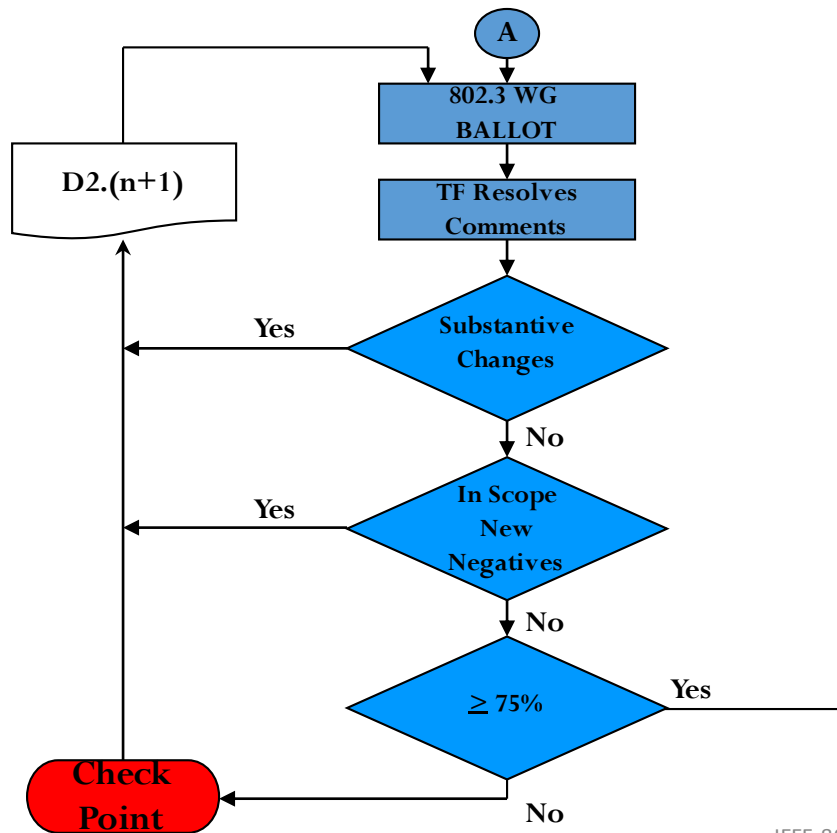 A
802.3 WG
BALLOT
D2.(n+1)
TF Resolves
Comments
Substantive
Changes
Yes
No
In Scope
New
Negatives
Yes
No
≥ 75%
Yes
No
Check
Point